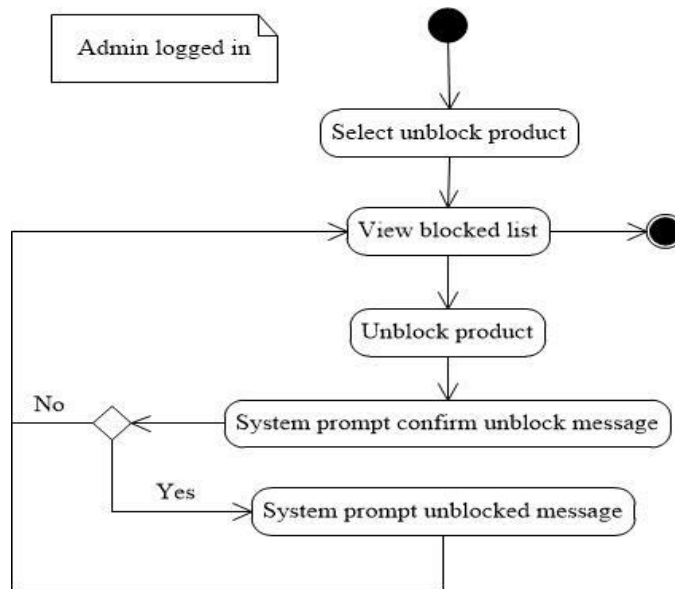 Admin logged in
Select unblock product
View blocked list
Unblock product
No
System prompt confirm unblock message
Yes
System prompt unblocked message